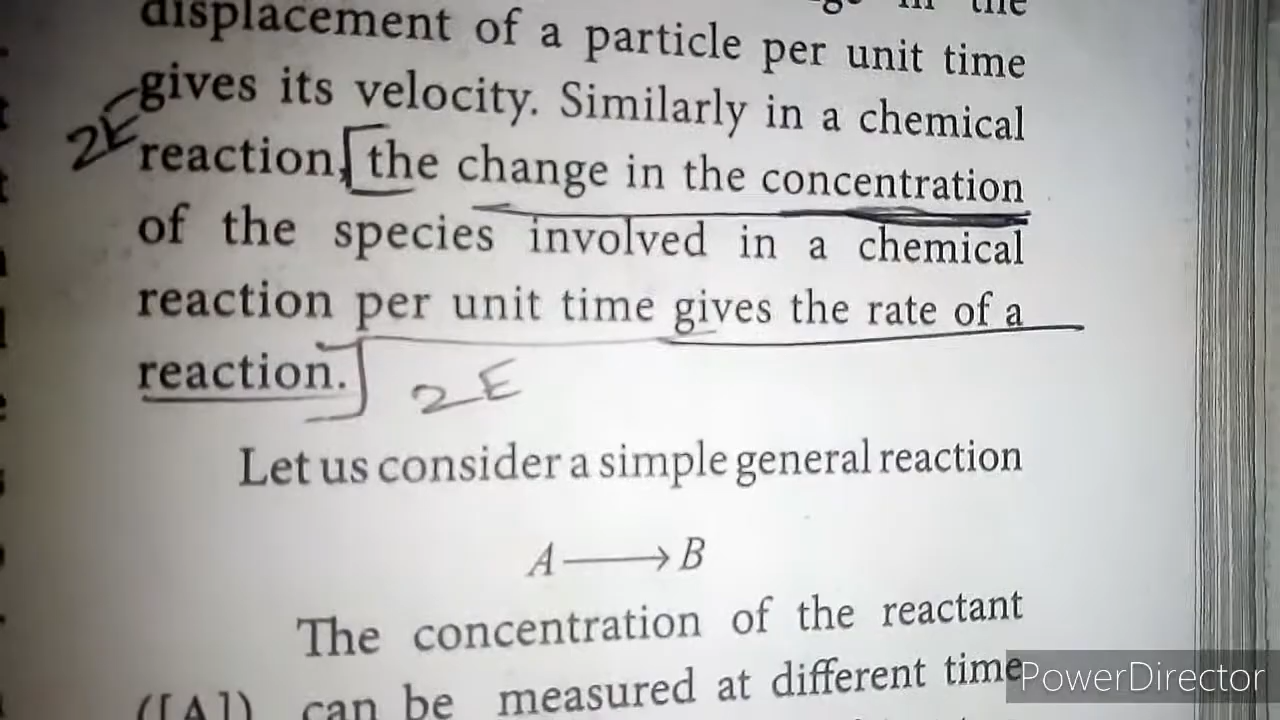 in the
displacement of a particle per unit time
gives its velocity. Similarly in a chemical
2E
reaction, the change in the concentration
of the species involved in a chemical
reaction per unit time gives the rate of a
reaction.
2E
Let us consider a simple general reaction
A ⟶ B
The concentration of the reactant
([A]) can be measured at different time
PowerDirector